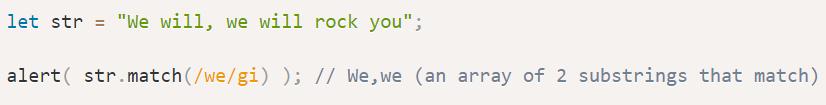 let str = "We will, we will rock you";
alert( str.match(/we/gi) ); // We,we (an array of 2 substrings that match)